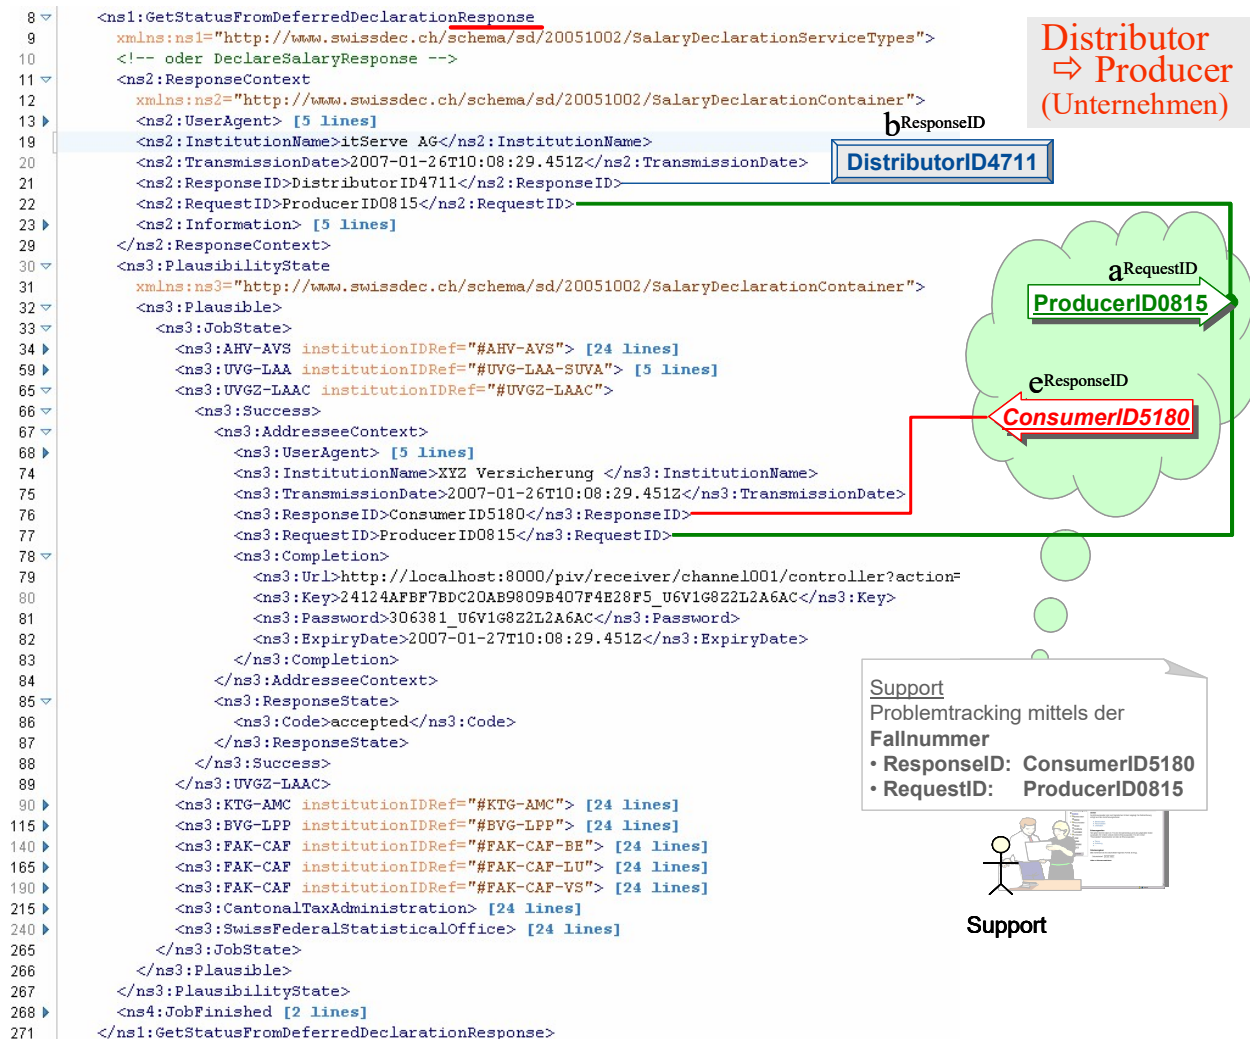 8 <ns1:GetStatusFromDeferredDeclarationResponse
9 xmlns:ns1="http://www.swissdec.ch/schema/sd/20051002/SalaryDeclarationServiceTypes">
10 <!-- oder DeclareSalaryResponse -->
11 <ns2:ResponseContext
12 xmlns:ns2="http://www.swissdec.ch/schema/sd/20051002/SalaryDeclarationContainer">
13 <ns2:UserAgent> [5 lines]
19 <ns2:InstitutionName>itServe AG</ns2:InstitutionName>
20 <ns2:TransmissionDate>2007-01-26T10:08:29.451Z</ns2:TransmissionDate>
21 <ns2:ResponseID>DistributorID4711</ns2:ResponseID>
22 <ns2:RequestID>ProducerID0815</ns2:RequestID>
23 <ns2:Information> [5 lines]
29 </ns2:ResponseContext>
30 <ns3:PlausibilityState
31 xmlns:ns3="http://www.swissdec.ch/schema/sd/20051002/SalaryDeclarationContainer">
32 <ns3:Plausible>
33 <ns3:JobState>
34 <ns3:AHV-AVS institutionIDRef="#AHV-AVS"> [24 lines]
59 <ns3:UVG-LAA institutionIDRef="#UVG-LAA-SUVA"> [5 lines]
65 <ns3:UVGZ-LAAC institutionIDRef="#UVGZ-LAAC">
66 <ns3:Success>
67 <ns3:AddresseeContext>
68 <ns3:UserAgent> [5 lines]
74 <ns3:InstitutionName>XYZ Versicherung </ns3:InstitutionName>
75 <ns3:TransmissionDate>2007-01-26T10:08:29.451Z</ns3:TransmissionDate>
76 <ns3:ResponseID>ConsumerID5180</ns3:ResponseID>
77 <ns3:RequestID>ProducerID0815</ns3:RequestID>
78 <ns3:Completion>
79 <ns3:Url>http://localhost:8000/piv/receiver/channel001/controller?action=
80 <ns3:Key>24124AFBF7BDC20AB9809B407F4E28F5_U6V1G8Z2L2A6AC</ns3:Key>
81 <ns3:Password>306381_U6V1G8Z2L2A6AC</ns3:Password>
82 <ns3:ExpiryDate>2007-01-27T10:08:29.451Z</ns3:ExpiryDate>
83 </ns3:Completion>
84 </ns3:AddresseeContext>
85 <ns3:ResponseState>
86 <ns3:Code>accepted</ns3:Code>
87 </ns3:ResponseState>
88 </ns3:Success>
89 </ns3:UVGZ-LAAC>
90 <ns3:KTG-AMC institutionIDRef="#KTG-AMC"> [24 lines]
115 <ns3:BVG-LPP institutionIDRef="#BVG-LPP"> [24 lines]
140 <ns3:FAK-CAF institutionIDRef="#FAK-CAF-BE"> [24 lines]
165 <ns3:FAK-CAF institutionIDRef="#FAK-CAF-LU"> [24 lines]
190 <ns3:FAK-CAF institutionIDRef="#FAK-CAF-VS"> [24 lines]
215 <ns3:CantonalTaxAdministration> [24 lines]
240 <ns3:SwissFederalStatisticalOffice> [24 lines]
265 </ns3:JobState>
266 </ns3:Plausible>
267 </ns3:PlausibilityState>
268 <ns4:JobFinished [2 lines]
271 </ns1:GetStatusFromDeferredDeclarationResponse>
Distributor
⇨ Producer
(Unternehmen)
bResponseID
DistributorID4711
aRequestID
ProducerID0815
eResponseID
ConsumerID5180
Support
Problemtracking mittels der
Fallnummer
• ResponseID: ConsumerID5180
• RequestID: ProducerID0815
Support